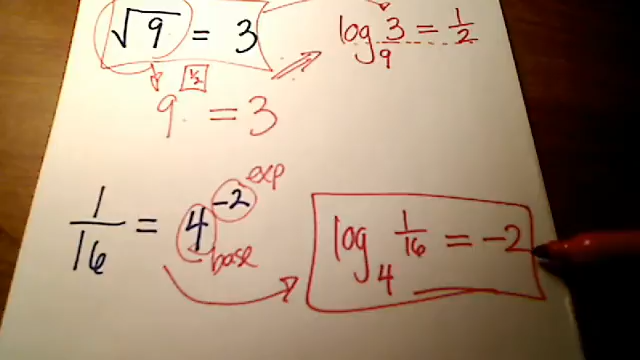 √9 = 3
log₉ 3 = 1/2
9^(1/2) = 3
1/16 = 4^(-2) exp
base
log₄ 1/16 = -2